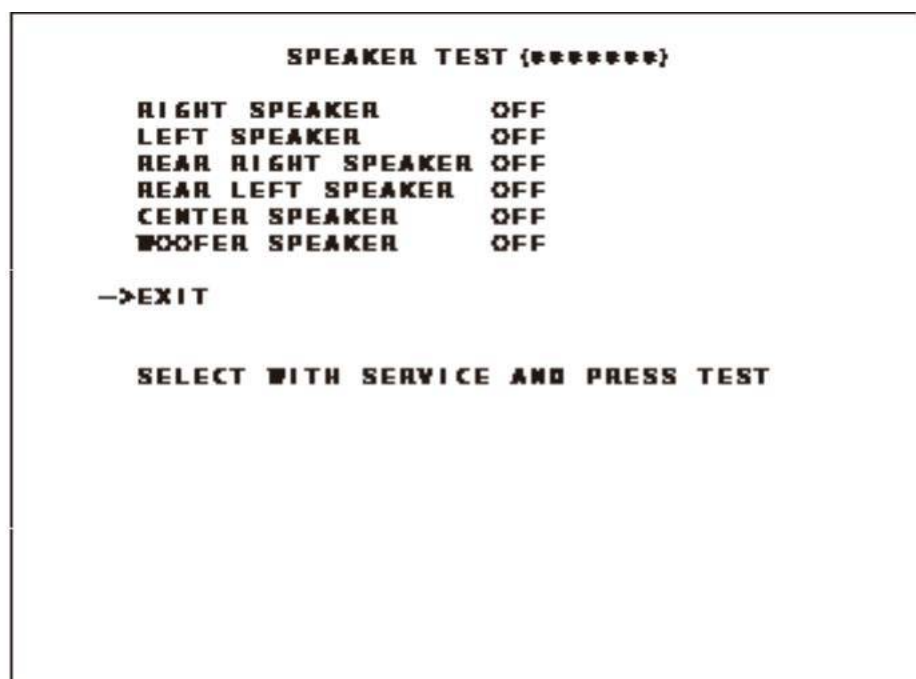 SPEAKER TEST {*******}
RIGHT SPEAKER OFF
LEFT SPEAKER OFF
REAR RIGHT SPEAKER OFF
REAR LEFT SPEAKER OFF
CENTER SPEAKER OFF
WOOFER SPEAKER OFF
->EXIT
SELECT WITH SERVICE AND PRESS TEST